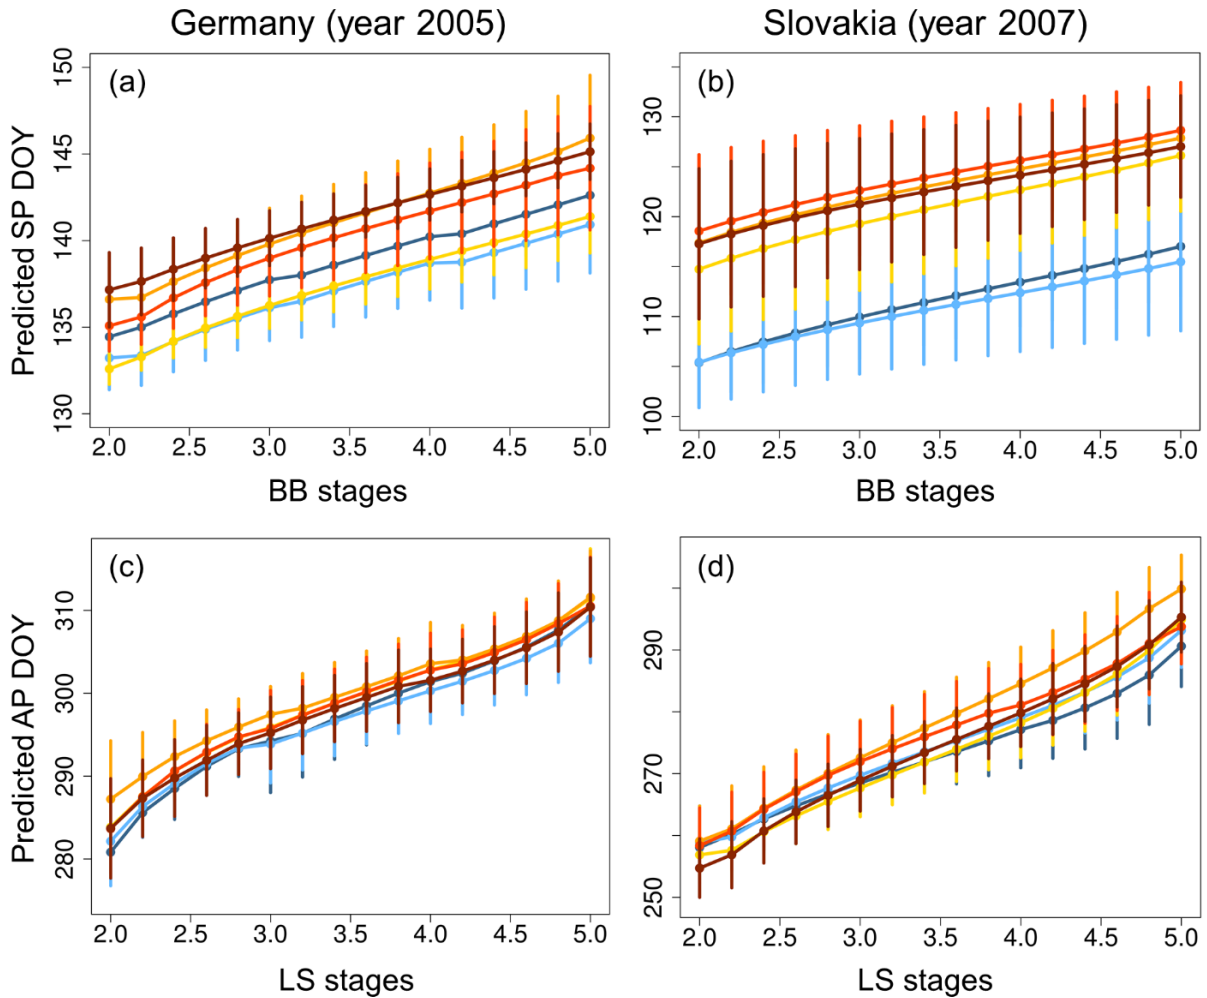 Germany (year 2005)
Slovakia (year 2007)
(a)
Predicted SP DOY
150
145
140
135
130
2.0 2.5 3.0 3.5 4.0 4.5 5.0
BB stages
(b)
130
120
110
100
2.0 2.5 3.0 3.5 4.0 4.5 5.0
BB stages
(c)
Predicted AP DOY
310
300
290
280
2.0 2.5 3.0 3.5 4.0 4.5 5.0
LS stages
(d)
290
270
250
2.0 2.5 3.0 3.5 4.0 4.5 5.0
LS stages